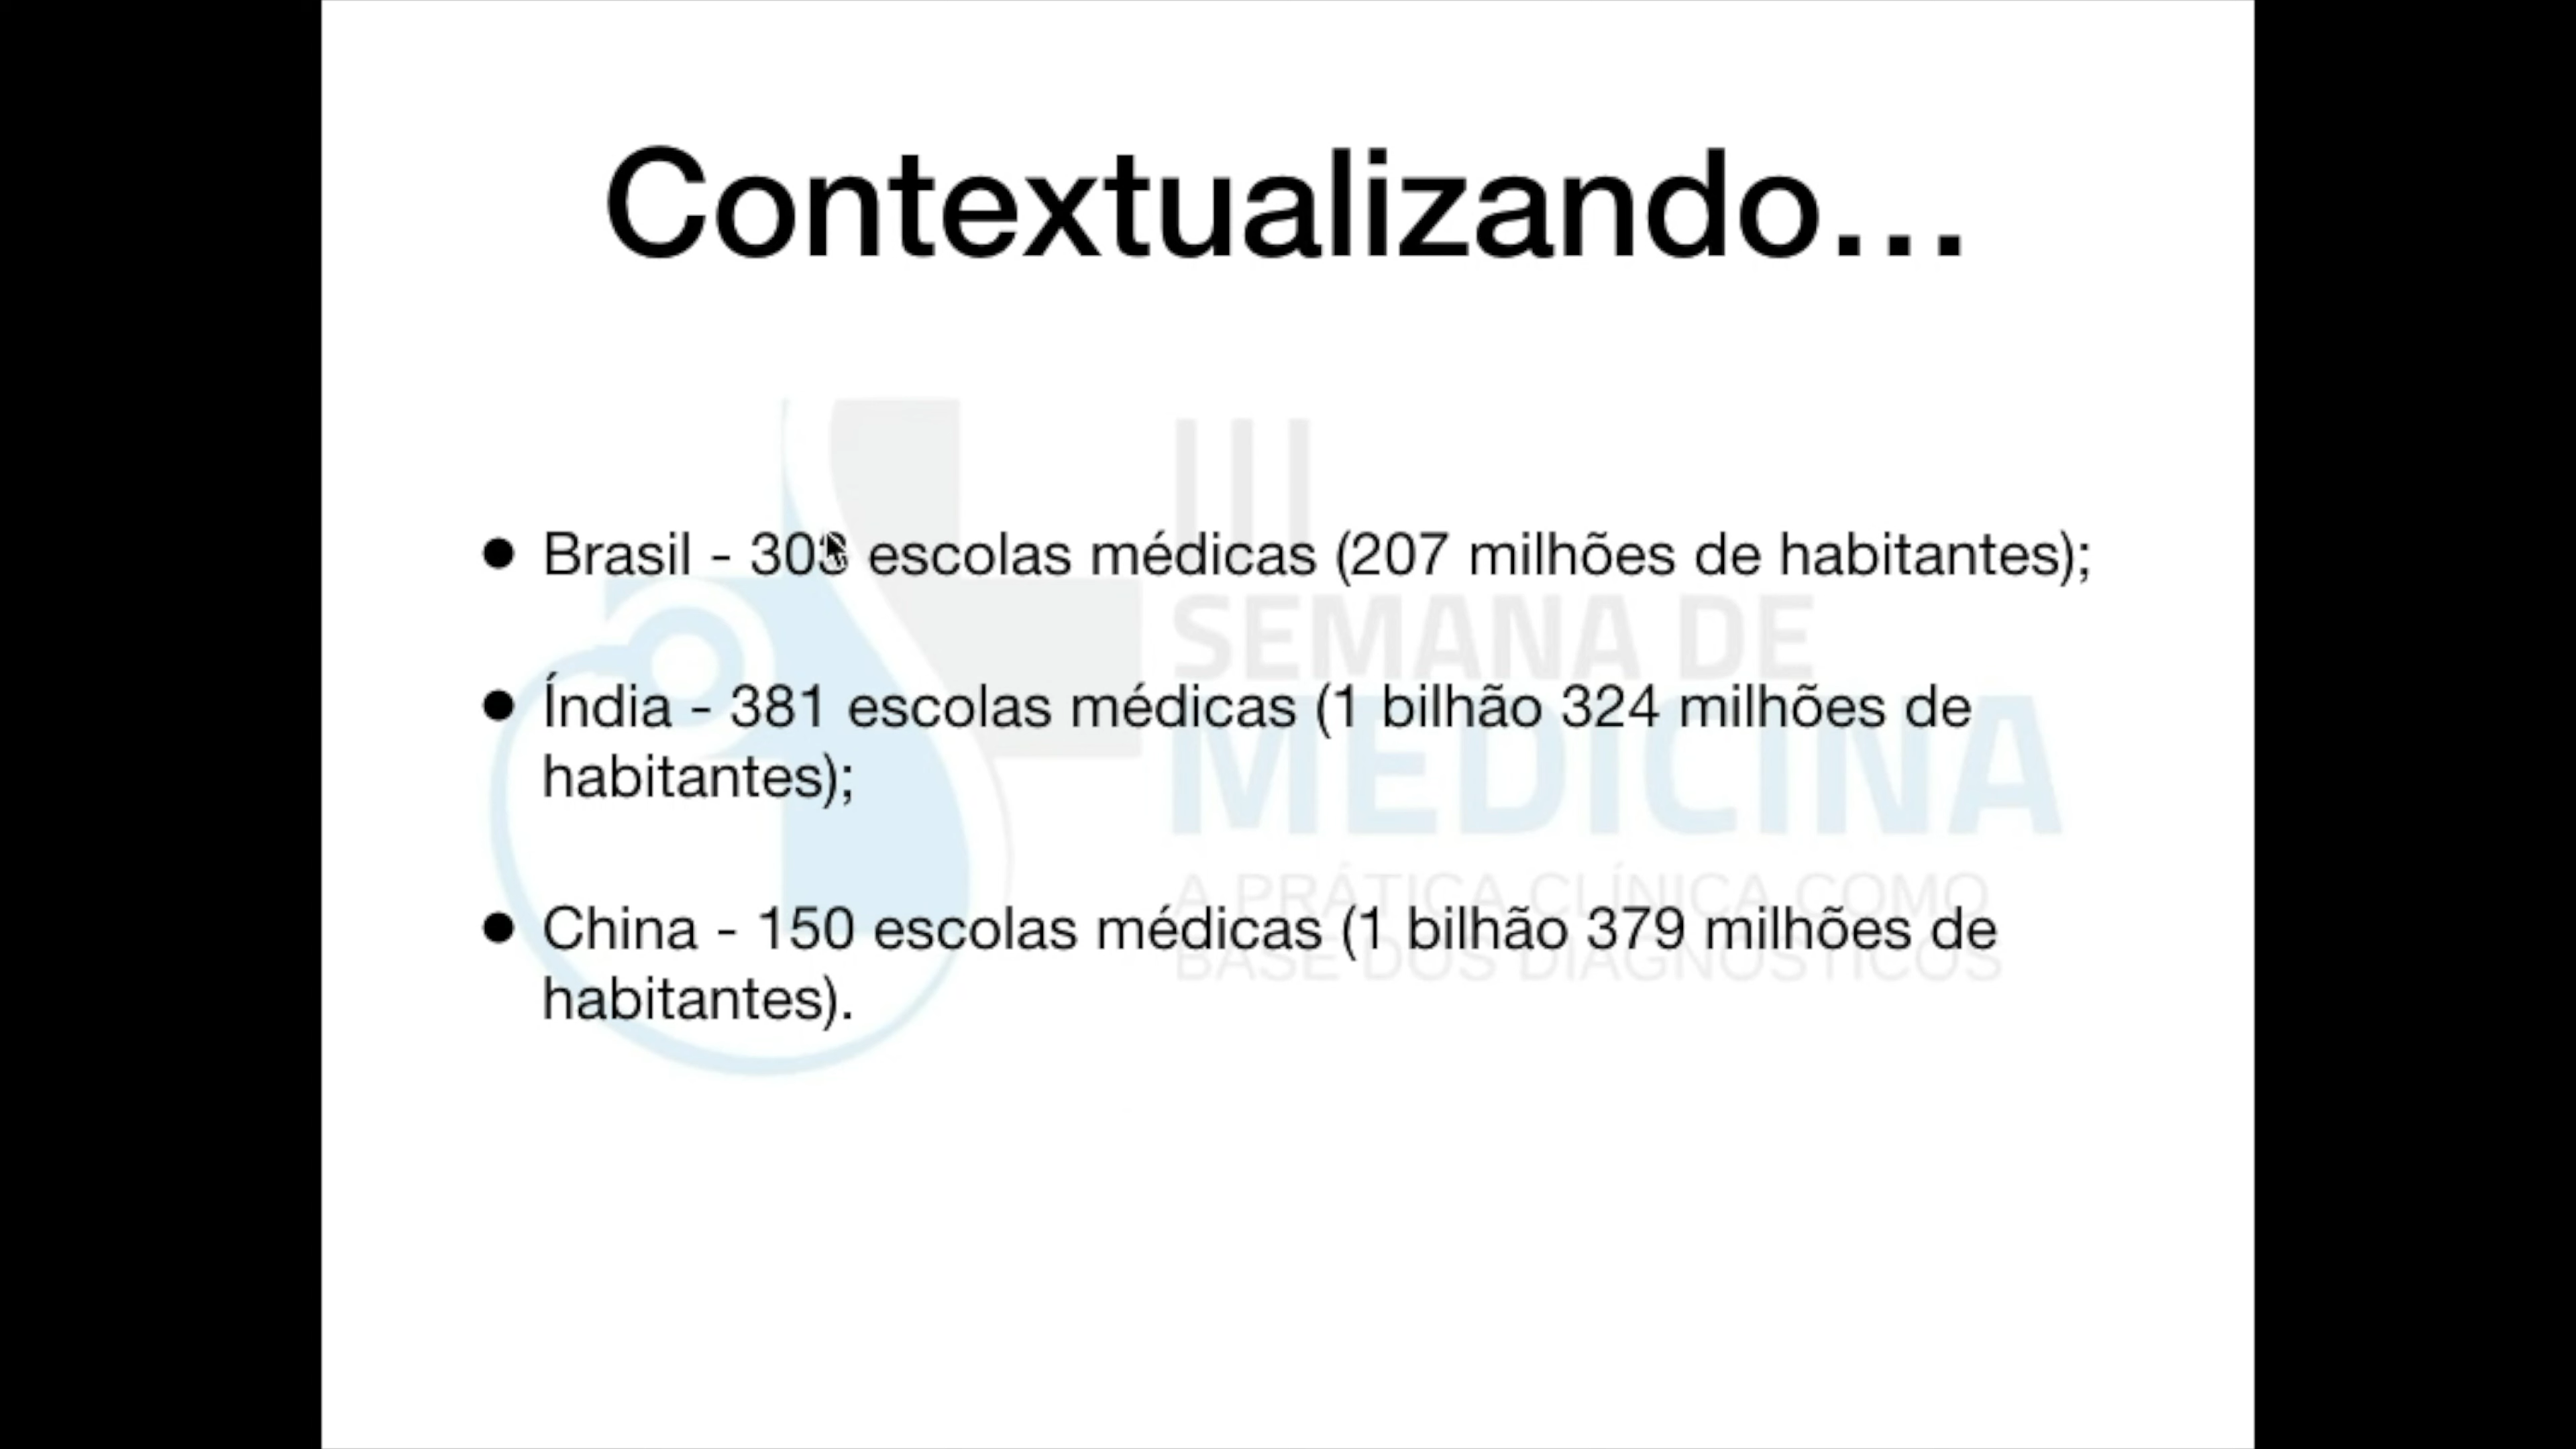 Contextualizando...
● Brasil - escolas médicas (207 milhões de habitantes);
● Índia - 381 escolas médicas (1 bilhão 324 milhões de
habitantes);
● China - 150 escolas médicas (1 bilhão 379 milhões de
habitantes).
III
SEMANA DE
MEDICINA
A PRÁTICA CLÍNICA COMO
BASE DOS DIAGNÓSTICOS